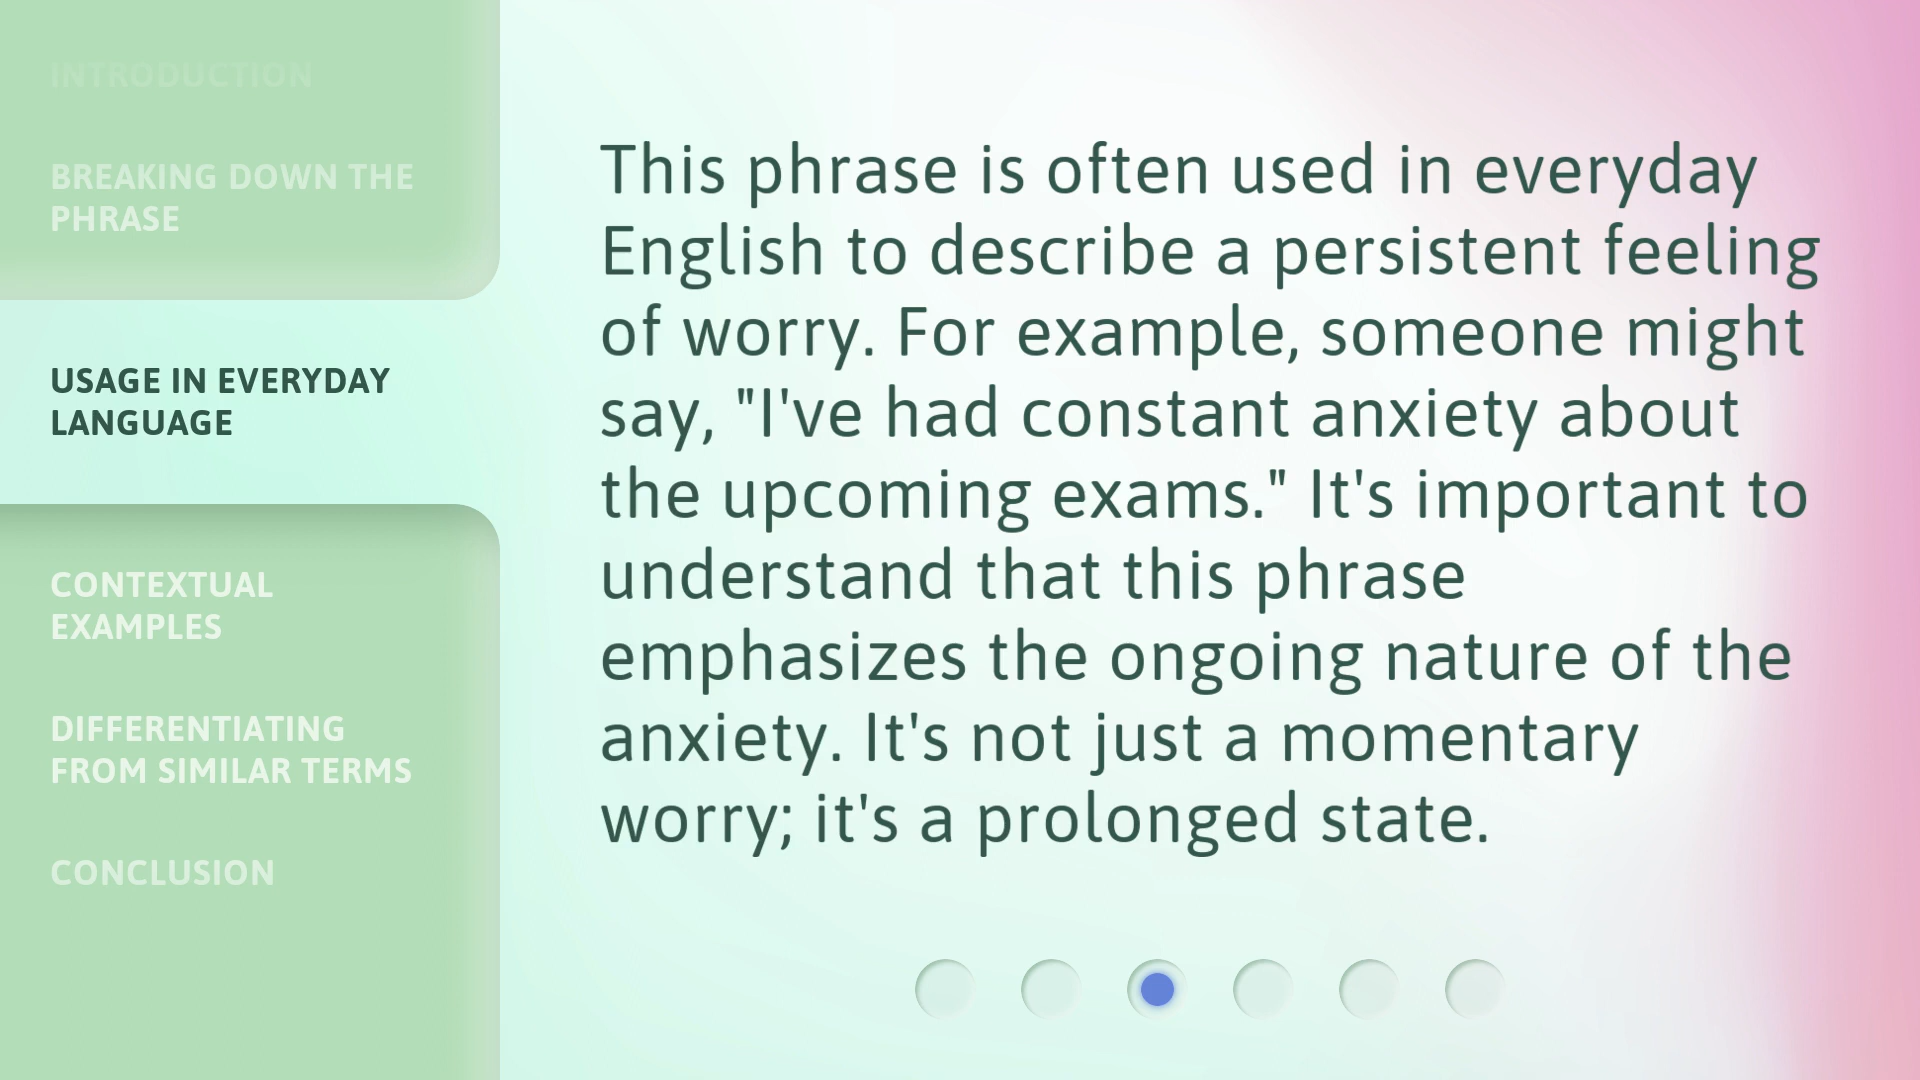 INTRODUCTION
BREAKING DOWN THE
PHRASE
USAGE IN EVERYDAY
LANGUAGE
CONTEXTUAL
EXAMPLES
DIFFERENTIATING
FROM SIMILAR TERMS
CONCLUSION
This phrase is often used in everyday
English to describe a persistent feeling
of worry. For example, someone might
say, "I've had constant anxiety about
the upcoming exams." It's important to
understand that this phrase
emphasizes the ongoing nature of the
anxiety. It's not just a momentary
worry; it's a prolonged state.